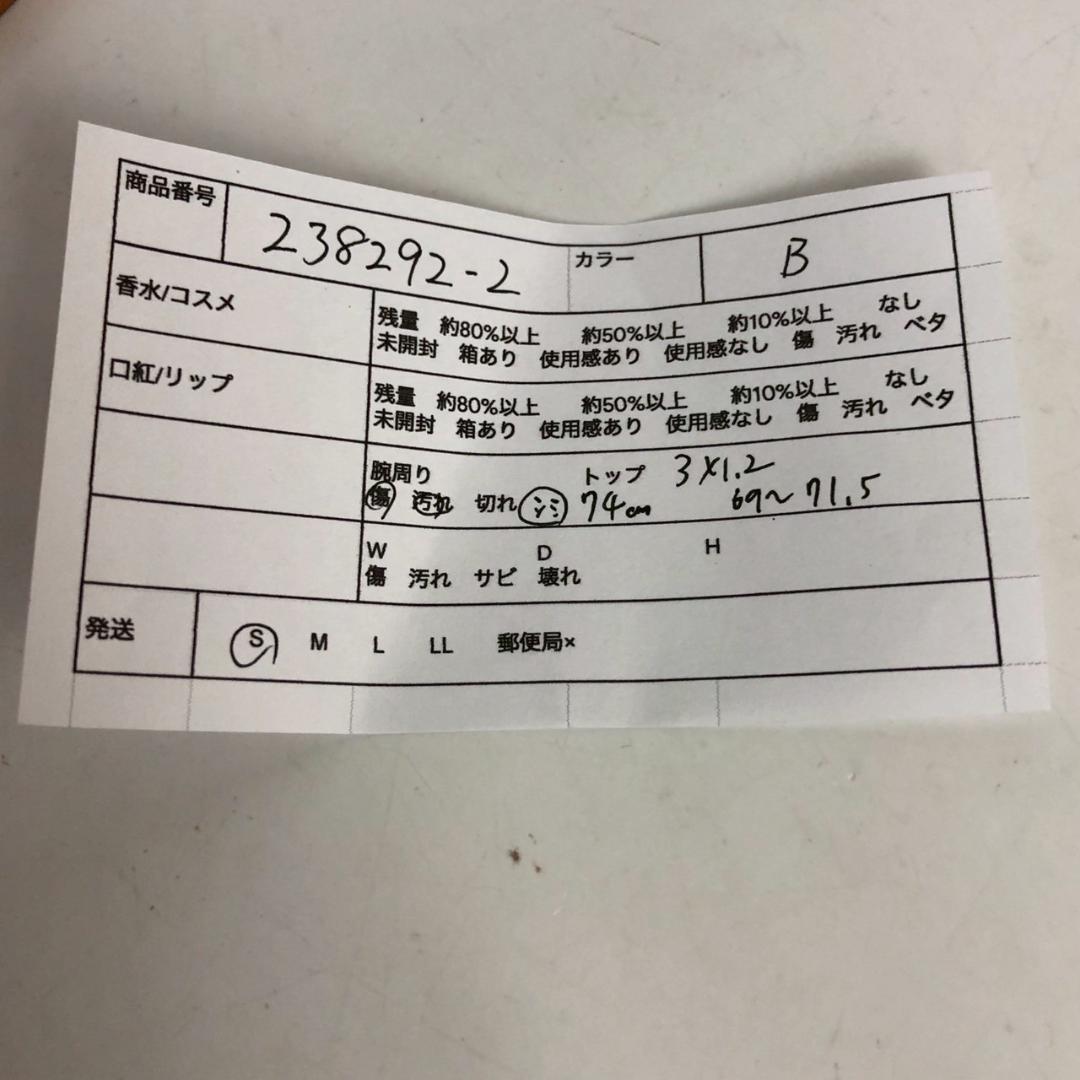 商品番号 238292-2 カラー B
香水/コスメ
残量 約80%以上 約50%以上 約10%以上 なし
未開封 箱あり 使用感あり 使用感なし 傷 汚れ ベタ
口紅/リップ
残量 約80%以上 約50%以上 約10%以上 なし
未開封 箱あり 使用感あり 使用感なし 傷 汚れ ベタ
腕周り トップ 3×1.2
傷 汚れ 切れ シミ 74cm 69〜71.5
W D H
傷 汚れ サビ 壊れ
発送 S M L LL 郵便局×